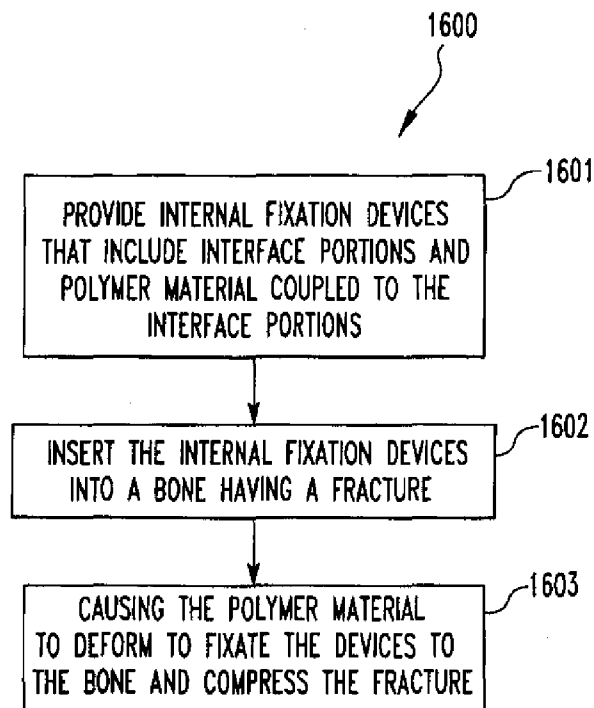 1600
1601
PROVIDE INTERNAL FIXATION DEVICES
THAT INCLUDE INTERFACE PORTIONS AND
POLYMER MATERIAL COUPLED TO THE
INTERFACE PORTIONS
1602
INSERT THE INTERNAL FIXATION DEVICES
INTO A BONE HAVING A FRACTURE
1603
CAUSING THE POLYMER MATERIAL
TO DEFORM TO FIXATE THE DEVICES TO
THE BONE AND COMPRESS THE FRACTURE